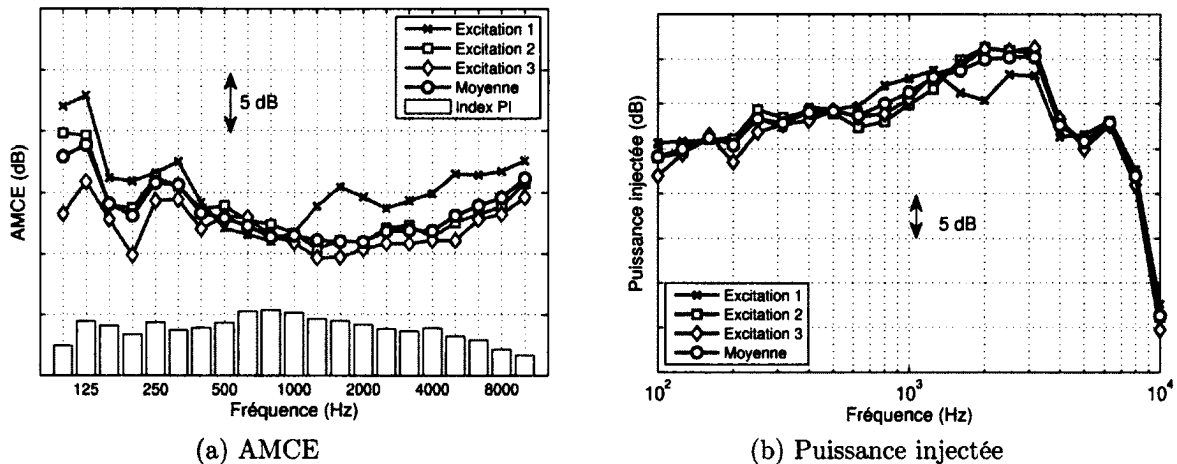 AMCE (dB)
5 dB
Excitation 1
Excitation 2
Excitation 3
Moyenne
Index PI
125 250 500 1000 2000 4000 8000
Fréquence (Hz)
(a) AMCE
Puissance injectée (dB)
5 dB
Excitation 1
Excitation 2
Excitation 3
Moyenne
10² 10³ 10⁴
Fréquence (Hz)
(b) Puissance injectée